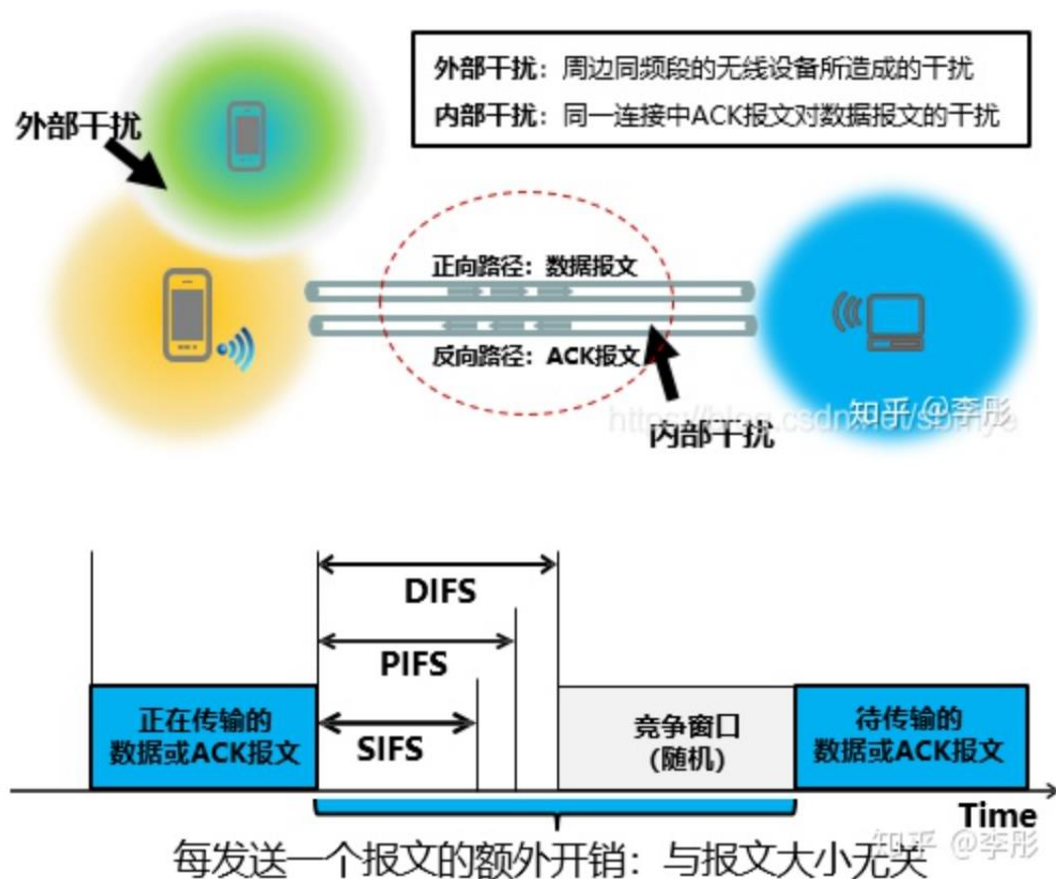 外部干扰：周边同频段的无线设备所造成的干扰
内部干扰：同一连接中ACK报文对数据报文的干扰
外部干扰
正向路径：数据报文
反向路径：ACK报文
内部干扰
知乎 @李彤
DIFS
PIFS
SIFS
正在传输的
数据或ACK报文
竞争窗口
(随机)
待传输的
数据或ACK报文
Time
每发送一个报文的额外开销：与报文大小无关
知乎 @李彤